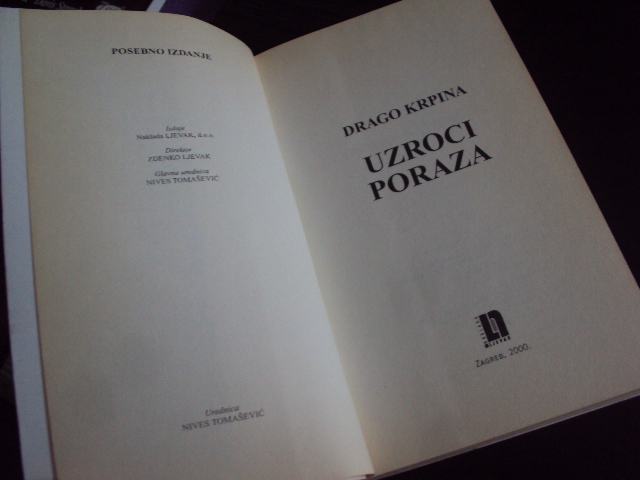 POSEBNO IZDANJE
Izdaje
Naklada LJEVAK, d.o.o.
Direktor
ZDENKO LJEVAK
Glavna urednica
NIVES TOMAŠEVIĆ
Urednica
NIVES TOMAŠEVIĆ
DRAGO KRPINA
UZROCI
PORAZA
LJEVAK
ZAGREB, 2000.